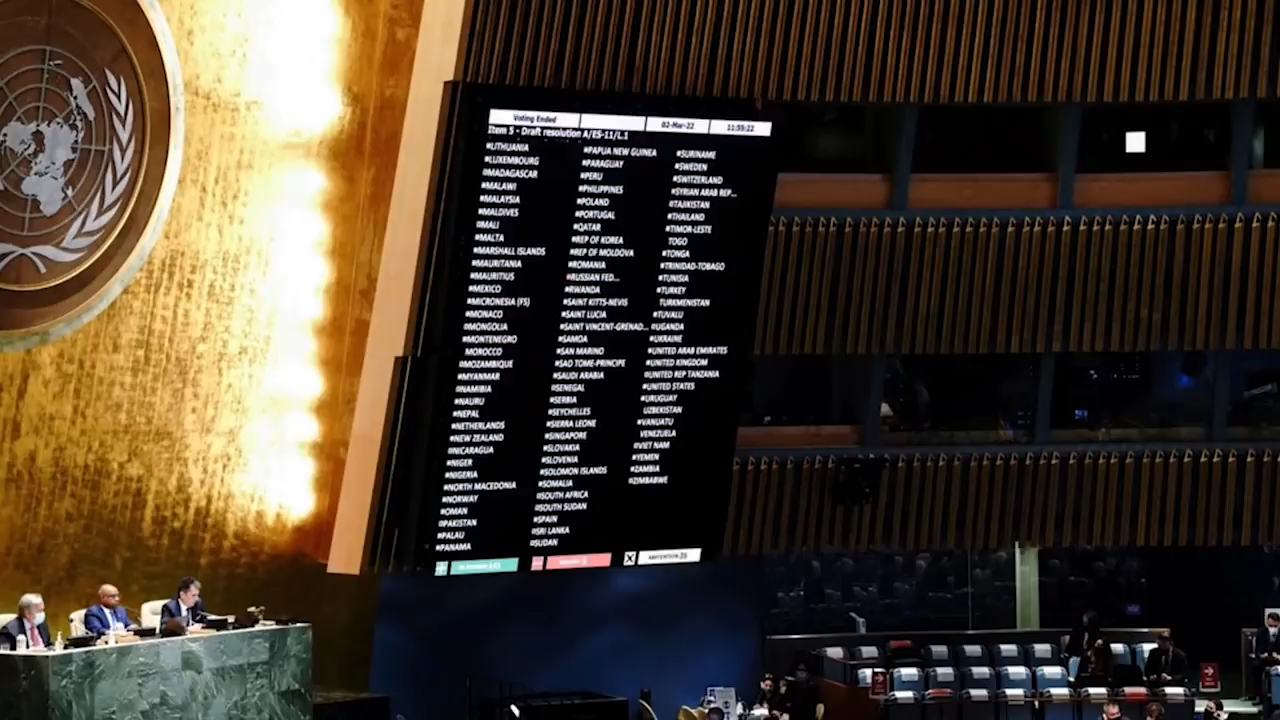 Voting Ended
02-Mar-22
11:55:22
Item 5 - Draft resolution A/ES-11/L.1
LITHUANIA
LUXEMBOURG
MADAGASCAR
MALAWI
MALAYSIA
MALDIVES
MALI
MALTA
MARSHALL ISLANDS
MAURITANIA
MAURITIUS
MEXICO
MICRONESIA (FS)
MONACO
MONGOLIA
MONTENEGRO
MOROCCO
MOZAMBIQUE
MYANMAR
NAMIBIA
NAURU
NEPAL
NETHERLANDS
NEW ZEALAND
NICARAGUA
NIGER
NIGERIA
NORTH MACEDONIA
NORWAY
OMAN
PAKISTAN
PALAU
PANAMA
PAPUA NEW GUINEA
PARAGUAY
PERU
PHILIPPINES
POLAND
PORTUGAL
QATAR
REP OF KOREA
REP OF MOLDOVA
ROMANIA
RUSSIAN FED...
RWANDA
SAINT KITTS-NEVIS
SAINT LUCIA
SAINT VINCENT-GRENAD...
SAMOA
SAN MARINO
SAO TOME-PRINCIPE
SAUDI ARABIA
SENEGAL
SERBIA
SEYCHELLES
SIERRA LEONE
SINGAPORE
SLOVAKIA
SLOVENIA
SOLOMON ISLANDS
SOMALIA
SOUTH AFRICA
SOUTH SUDAN
SPAIN
SRI LANKA
SUDAN
SURINAME
SWEDEN
SWITZERLAND
SYRIAN ARAB REP...
TAJIKISTAN
THAILAND
TIMOR-LESTE
TOGO
TONGA
TRINIDAD-TOBAGO
TUNISIA
TURKEY
TURKMENISTAN
TUVALU
UGANDA
UKRAINE
UNITED ARAB EMIRATES
UNITED KINGDOM
UNITED REP TANZANIA
UNITED STATES
URUGUAY
UZBEKISTAN
VANUATU
VENEZUELA
VIET NAM
YEMEN
ZAMBIA
ZIMBABWE